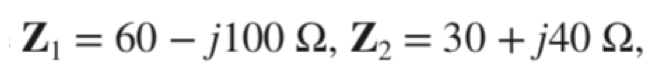 Z₁ = 60 − j100 Ω, Z₂ = 30 + j40 Ω,